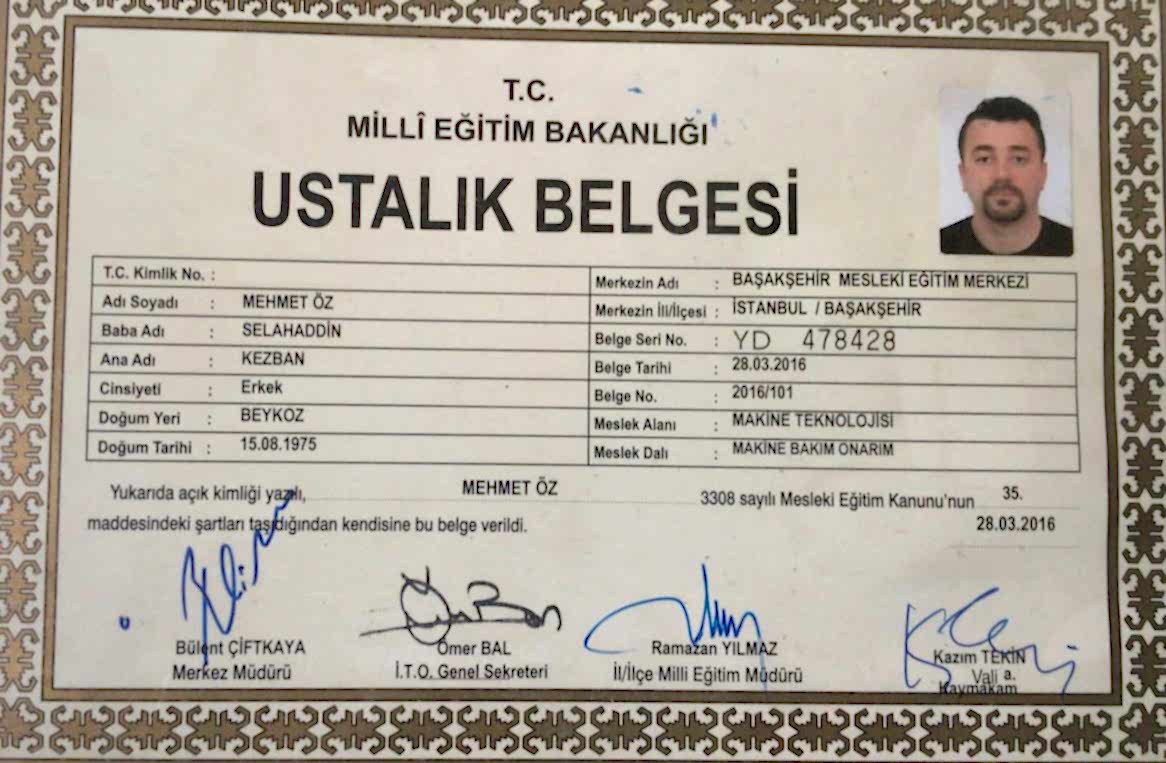 T.C.
MİLLÎ EĞİTİM BAKANLIĞI
USTALIK BELGESİ
T.C. Kimlik No. :
Adı Soyadı : MEHMET ÖZ
Baba Adı : SELAHADDİN
Ana Adı : KEZBAN
Cinsiyeti : Erkek
Doğum Yeri : BEYKOZ
Doğum Tarihi : 15.08.1975
Merkezin Adı : BAŞAKŞEHİR MESLEKİ EĞİTİM MERKEZİ
Merkezin İli/İlçesi : İSTANBUL / BAŞAKŞEHİR
Belge Seri No. : YD 478428
Belge Tarihi : 28.03.2016
Belge No. : 2016/101
Meslek Alanı : MAKİNE TEKNOLOJİSİ
Meslek Dalı : MAKİNE BAKIM ONARIM
Yukarıda açık kimliği yazılı, MEHMET ÖZ 3308 sayılı Mesleki Eğitim Kanunu'nun 35.
maddesindeki şartları taşıdığından kendisine bu belge verildi. 28.03.2016
Bülent ÇİFTKAYA
Merkez Müdürü
Ömer BAL
İ.T.O. Genel Sekreteri
Ramazan YILMAZ
İl/İlçe Milli Eğitim Müdürü
Kazım TEKİN
Vali a.
Kaymakam